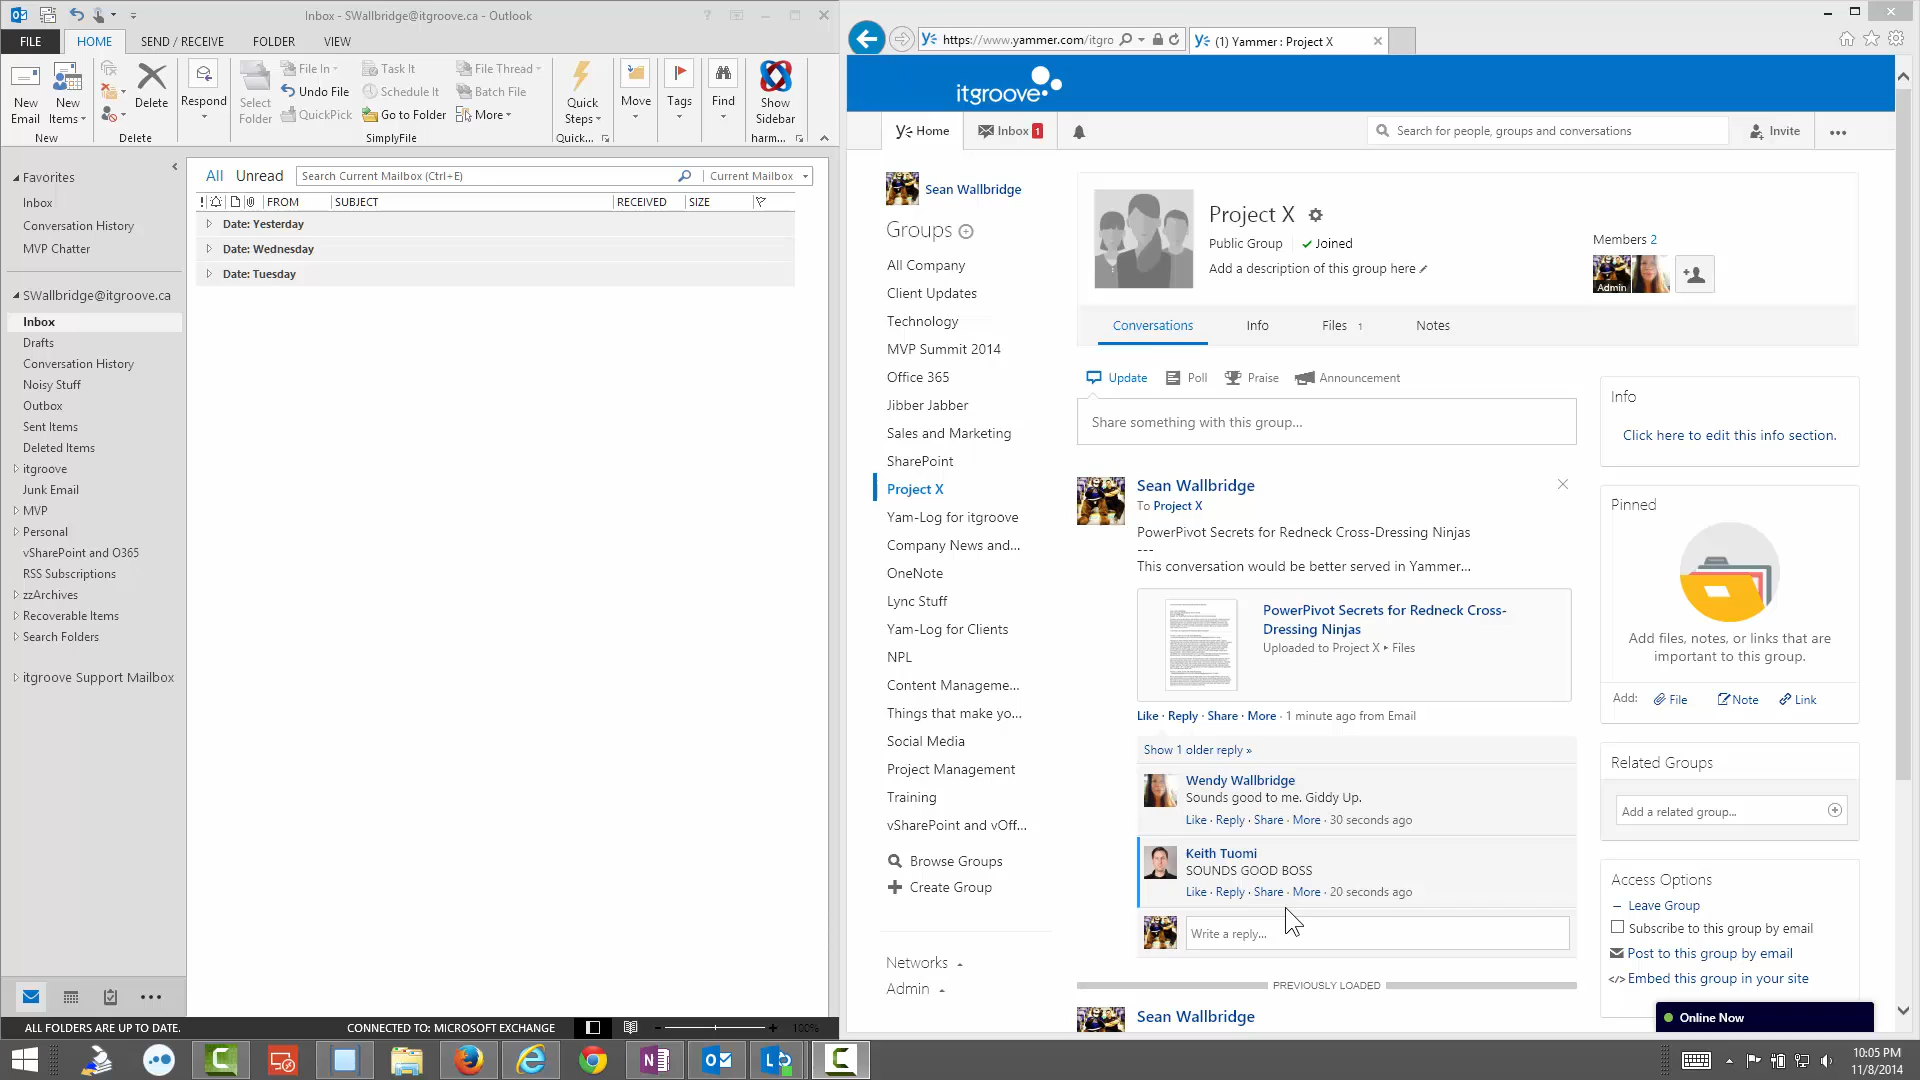 Inbox - SWallbridge@itgroove.ca - Outlook
FILE
HOME
SEND / RECEIVE
FOLDER
VIEW
New Email
New Items
New
Delete
Delete
Respond
Select Folder
File In
Undo File
QuickPick
Task It
Schedule It
Go to Folder
File Thread
Batch File
More
SimplyFile
Quick Steps
Quick...
Move
Tags
Find
Show Sidebar
harm...
Favorites
Inbox
Conversation History
MVP Chatter
SWallbridge@itgroove.ca
Inbox
Drafts
Conversation History
Noisy Stuff
Outbox
Sent Items
Deleted Items
itgroove
Junk Email
MVP
Personal
vSharePoint and O365
RSS Subscriptions
zzArchives
Recoverable Items
Search Folders
itgroove Support Mailbox
All Unread
Search Current Mailbox (Ctrl+E)
Current Mailbox
FROM SUBJECT RECEIVED SIZE
Date: Yesterday
Date: Wednesday
Date: Tuesday
ALL FOLDERS ARE UP TO DATE.
CONNECTED TO: MICROSOFT EXCHANGE
100%
https://www.yammer.com/itgro
(1) Yammer : Project X
itgroove
Home
Inbox 1
Search for people, groups and conversations
Invite
Sean Wallbridge
Groups
All Company
Client Updates
Technology
MVP Summit 2014
Office 365
Jibber Jabber
Sales and Marketing
SharePoint
Project X
Yam-Log for itgroove
Company News and...
OneNote
Lync Stuff
Yam-Log for Clients
NPL
Content Manageme...
Things that make yo...
Social Media
Project Management
Training
vSharePoint and vOff...
Browse Groups
Create Group
Networks
Admin
Project X
Public Group
Joined
Add a description of this group here
Members 2
Admin
Conversations
Info
Files 1
Notes
Update
Poll
Praise
Announcement
Share something with this group...
Sean Wallbridge
To Project X
PowerPivot Secrets for Redneck Cross-Dressing Ninjas
---
This conversation would be better served in Yammer...
PowerPivot Secrets for Redneck Cross-
Dressing Ninjas
Uploaded to Project X ▸ Files
Like · Reply · Share · More · 1 minute ago from Email
Show 1 older reply »
Wendy Wallbridge
Sounds good to me. Giddy Up.
Like · Reply · Share · More · 30 seconds ago
Keith Tuomi
SOUNDS GOOD BOSS
Like · Reply · Share · More · 20 seconds ago
Write a reply...
PREVIOUSLY LOADED
Sean Wallbridge
Info
Click here to edit this info section.
Pinned
Add files, notes, or links that are
important to this group.
Add: File Note Link
Related Groups
Add a related group...
Access Options
Leave Group
Subscribe to this group by email
Post to this group by email
Embed this group in your site
Online Now
10:05 PM
11/8/2014